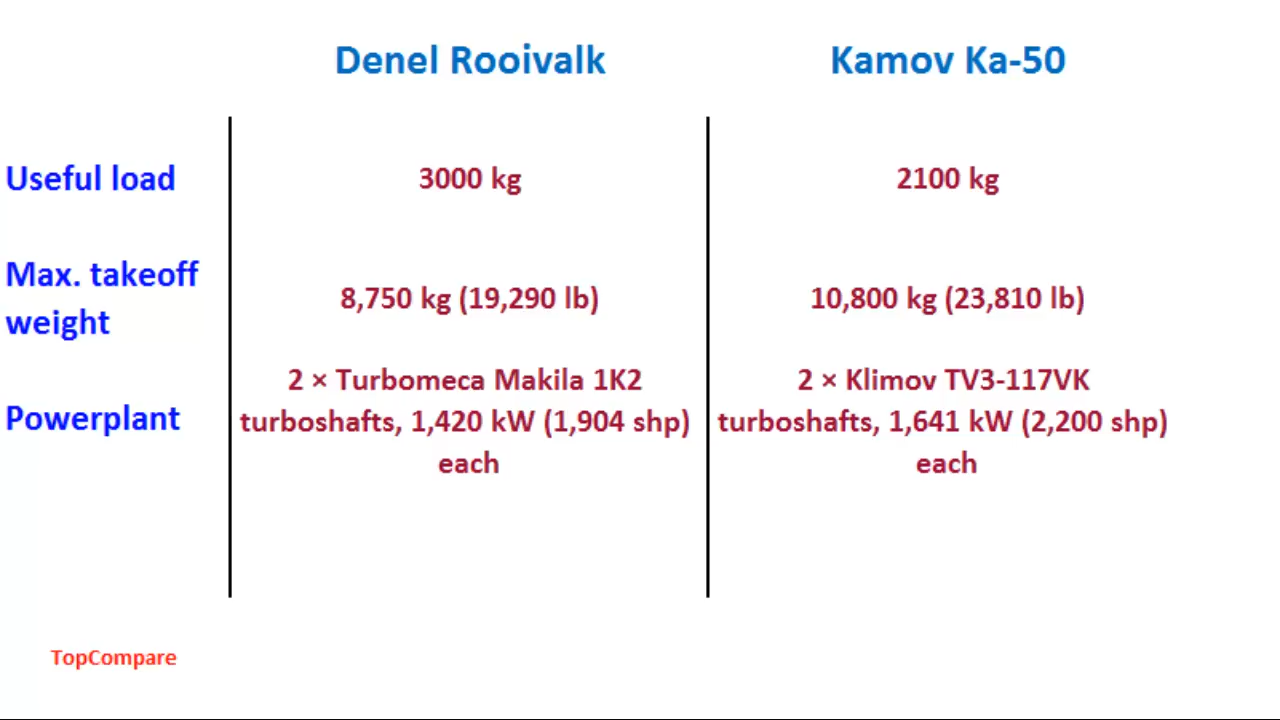 Denel Rooivalk
Kamov Ka-50
Useful load
3000 kg
2100 kg
Max. takeoff
weight
8,750 kg (19,290 lb)
10,800 kg (23,810 lb)
Powerplant
2 × Turbomeca Makila 1K2
turboshafts, 1,420 kW (1,904 shp)
each
2 × Klimov TV3-117VK
turboshafts, 1,641 kW (2,200 shp)
each
TopCompare